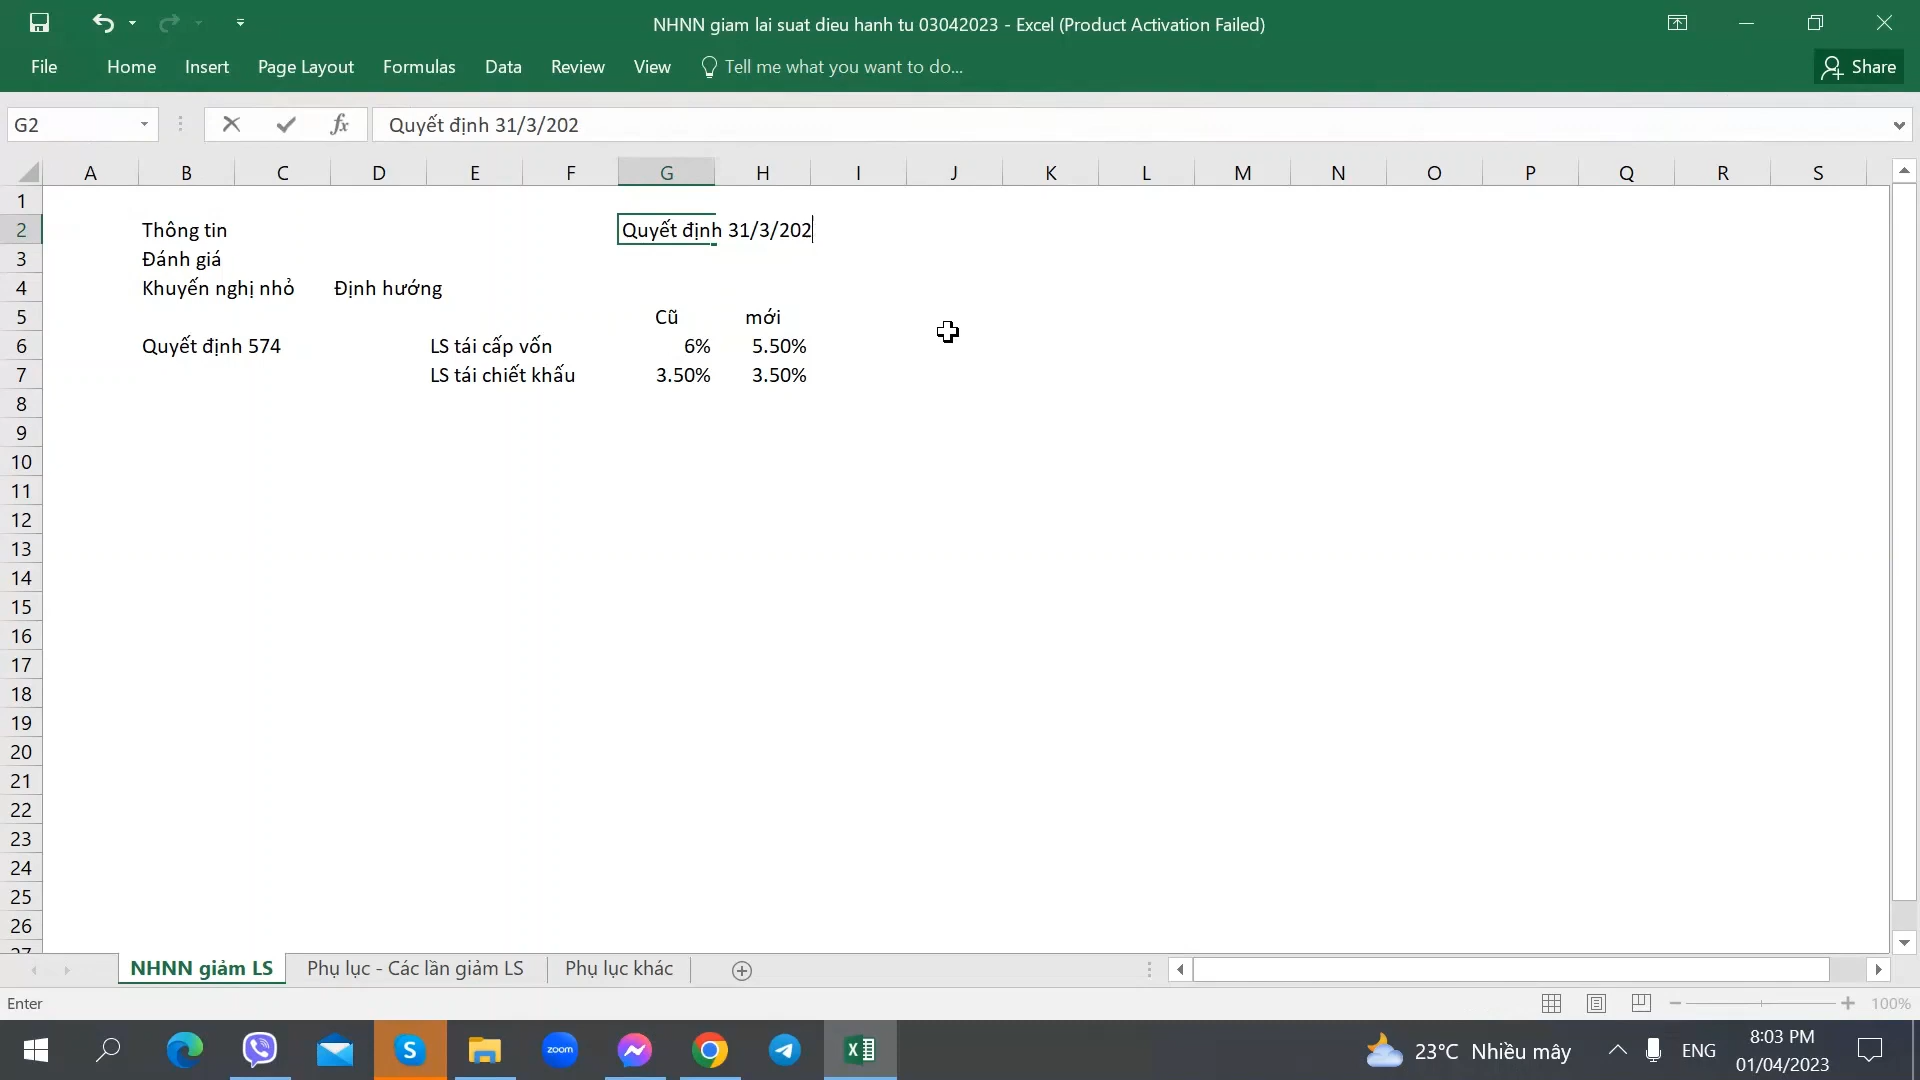 NHNN giam lai suat dieu hanh tu 03042023 - Excel (Product Activation Failed)
File Home Insert Page Layout Formulas Data Review View Tell me what you want to do... Share
G2 fx Quyết định 31/3/202
A B C D E F G H I J K L M N O P Q R S
1
2 Thông tin Quyết định 31/3/202
3 Đánh giá
4 Khuyến nghị nhỏ Định hướng
5 Cũ mới
6 Quyết định 574 LS tái cấp vốn 6% 5.50%
7 LS tái chiết khấu 3.50% 3.50%
8
9
10
11
12
13
14
15
16
17
18
19
20
21
22
23
24
25
26
27
NHNN giảm LS Phụ lục - Các lần giảm LS Phụ lục khác
Enter 100%
S zoom X 23°C Nhiều mây ENG 8:03 PM
01/04/2023